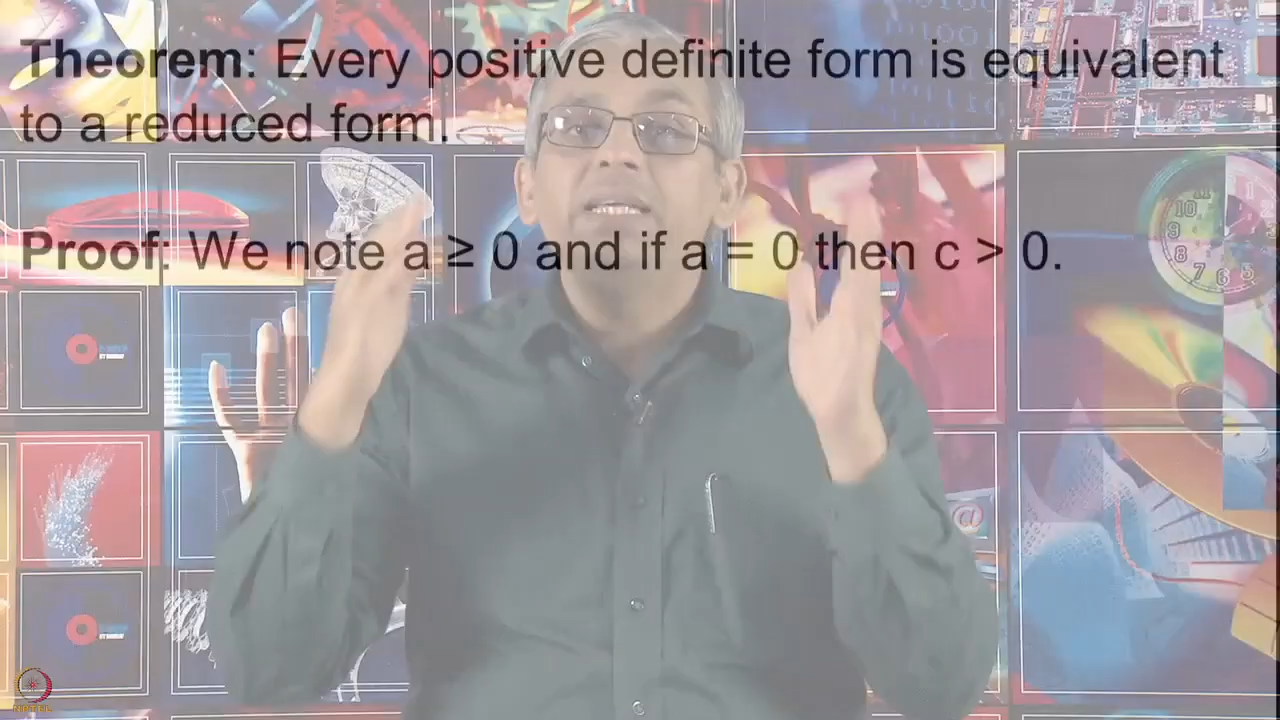 Theorem: Every positive definite form is equivalent
to a reduced form.
Proof: We note a ≥ 0 and if a = 0 then c > 0.